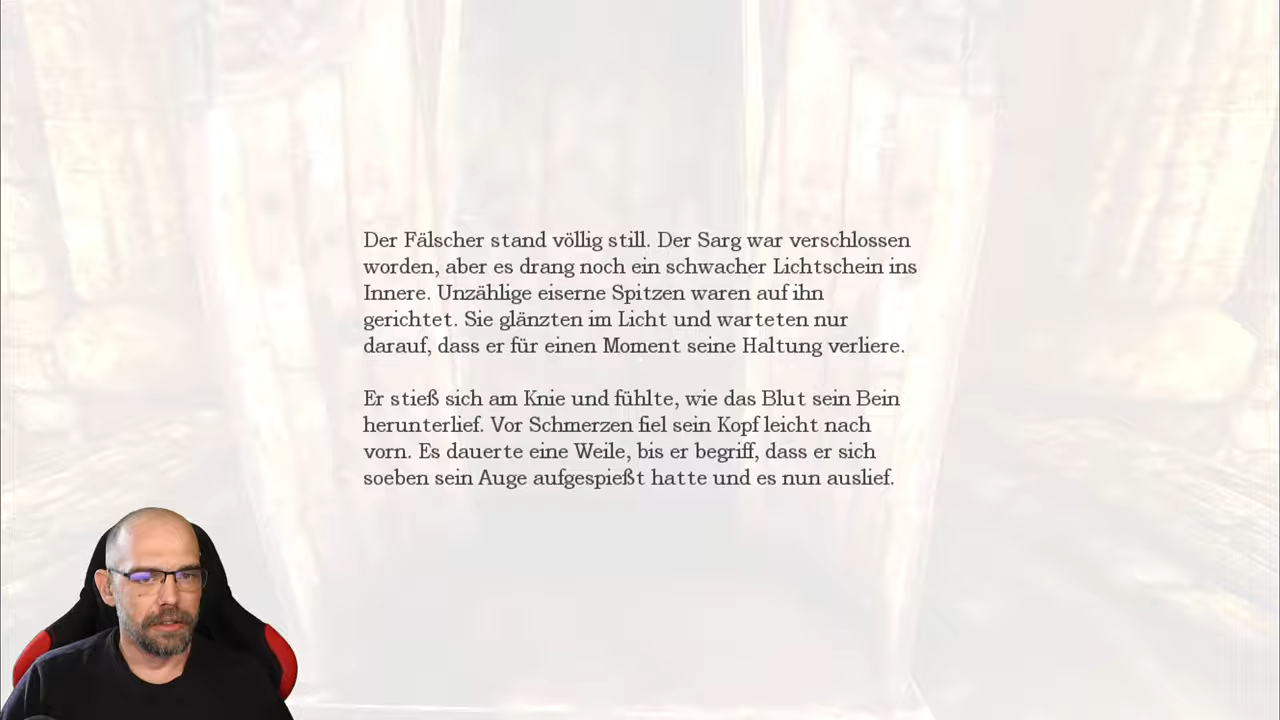 Der Fälscher stand völlig still. Der Sarg war verschlossen
worden, aber es drang noch ein schwacher Lichtschein ins
Innere. Unzählige eiserne Spitzen waren auf ihn
gerichtet. Sie glänzten im Licht und warteten nur
darauf, dass er für einen Moment seine Haltung verliere.
Er stieß sich am Knie und fühlte, wie das Blut sein Bein
herunterlief. Vor Schmerzen fiel sein Kopf leicht nach
vorn. Es dauerte eine Weile, bis er begriff, dass er sich
soeben sein Auge aufgespießt hatte und es nun auslief.